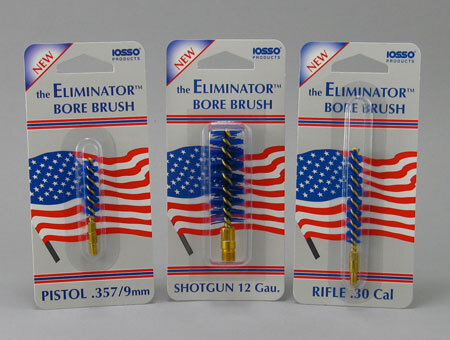 NEW
IOSSO
PRODUCTS
the ELIMINATOR™
BORE BRUSH
PISTOL .357/9mm
NEW
IOSSO
PRODUCTS
the ELIMINATOR™
BORE BRUSH
SHOTGUN 12 Gau.
NEW
IOSSO
PRODUCTS
the ELIMINATOR™
BORE BRUSH
RIFLE .30 Cal